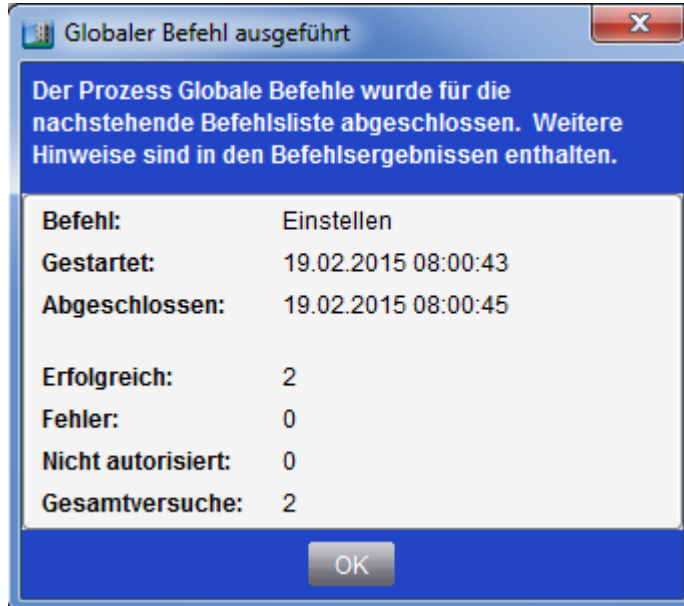 Globaler Befehl ausgeführt
Der Prozess Globale Befehle wurde für die
nachstehende Befehlsliste abgeschlossen.  Weitere
Hinweise sind in den Befehlsergebnissen enthalten.
Befehl: Einstellen
Gestartet: 19.02.2015 08:00:43
Abgeschlossen: 19.02.2015 08:00:45
Erfolgreich: 2
Fehler: 0
Nicht autorisiert: 0
Gesamtversuche: 2
OK